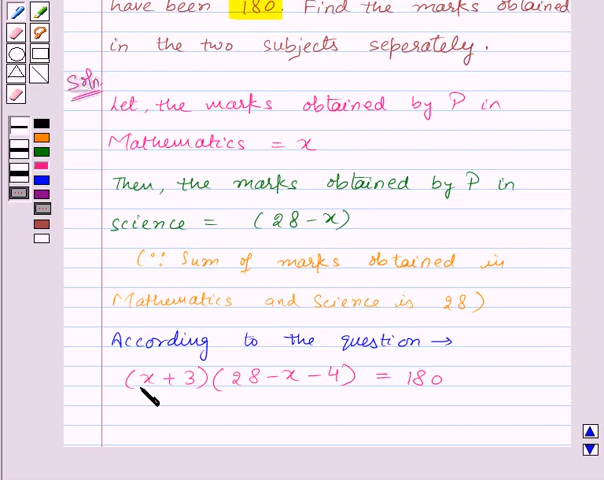 have been 180. Find the marks obtained
in the two subjects seperately.
Soln.
Let, the marks obtained by P in
Mathematics = x
Then, the marks obtained by P in
science = (28-x)
(∵ Sum of marks obtained in
Mathematics and Science is 28)
According to the question →
(x+3)(28-x-4) = 180